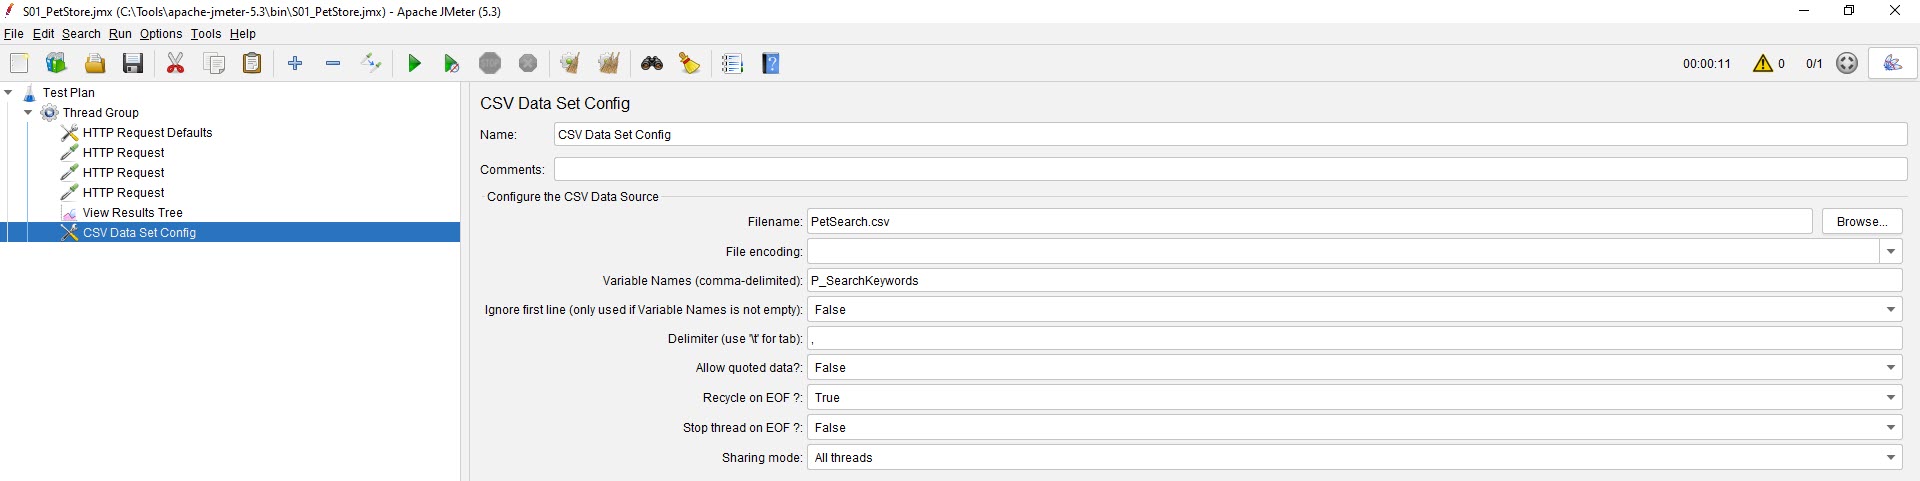 S01_PetStore.jmx (C:\Tools\apache-jmeter-5.3\bin\S01_PetStore.jmx) - Apache JMeter (5.3)
File Edit Search Run Options Tools Help
STOP 00:00:11 0 0/1
Test Plan
Thread Group
HTTP Request Defaults
HTTP Request
HTTP Request
HTTP Request
View Results Tree
CSV Data Set Config
CSV Data Set Config
Name: CSV Data Set Config
Comments:
Configure the CSV Data Source
Filename: PetSearch.csv Browse...
File encoding:
Variable Names (comma-delimited): P_SearchKeywords
Ignore first line (only used if Variable Names is not empty): False
Delimiter (use '\t' for tab): ,
Allow quoted data?: False
Recycle on EOF ?: True
Stop thread on EOF ?: False
Sharing mode: All threads